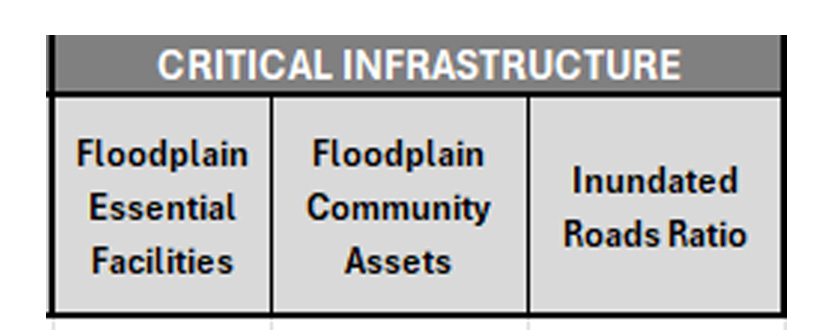 CRITICAL INFRASTRUCTURE
Floodplain
Essential
Facilities
Floodplain
Community
Assets
Inundated
Roads Ratio